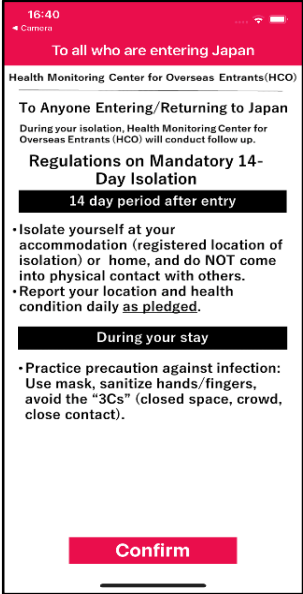 16:40
◀ Camera
To all who are entering Japan
Health Monitoring Center for Overseas Entrants(HCO)
To Anyone Entering/Returning to Japan
During your isolation, Health Monitoring Center for
Overseas Entrants (HCO) will conduct follow up.
Regulations on Mandatory 14-
Day Isolation
14 day period after entry
•Isolate yourself at your
accommodation (registered location of
isolation) or home, and do NOT come
into physical contact with others.
•Report your location and health
condition daily as pledged.
During your stay
•Practice precaution against infection:
Use mask, sanitize hands/fingers,
avoid the “3Cs” (closed space, crowd,
close contact).
Confirm